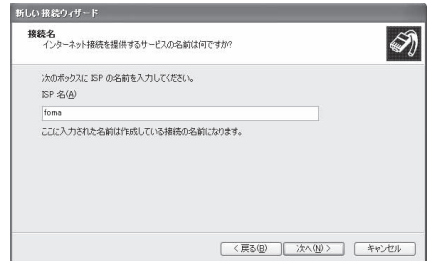 新しい接続ウィザード
接続名
インターネット接続を提供するサービスの名前は何ですか?
次のボックスに ISP の名前を入力してください。
ISP 名(A)
foma
ここに入力された名前は作成している接続の名前になります。
< 戻る(B)
次へ(N) >
キャンセル